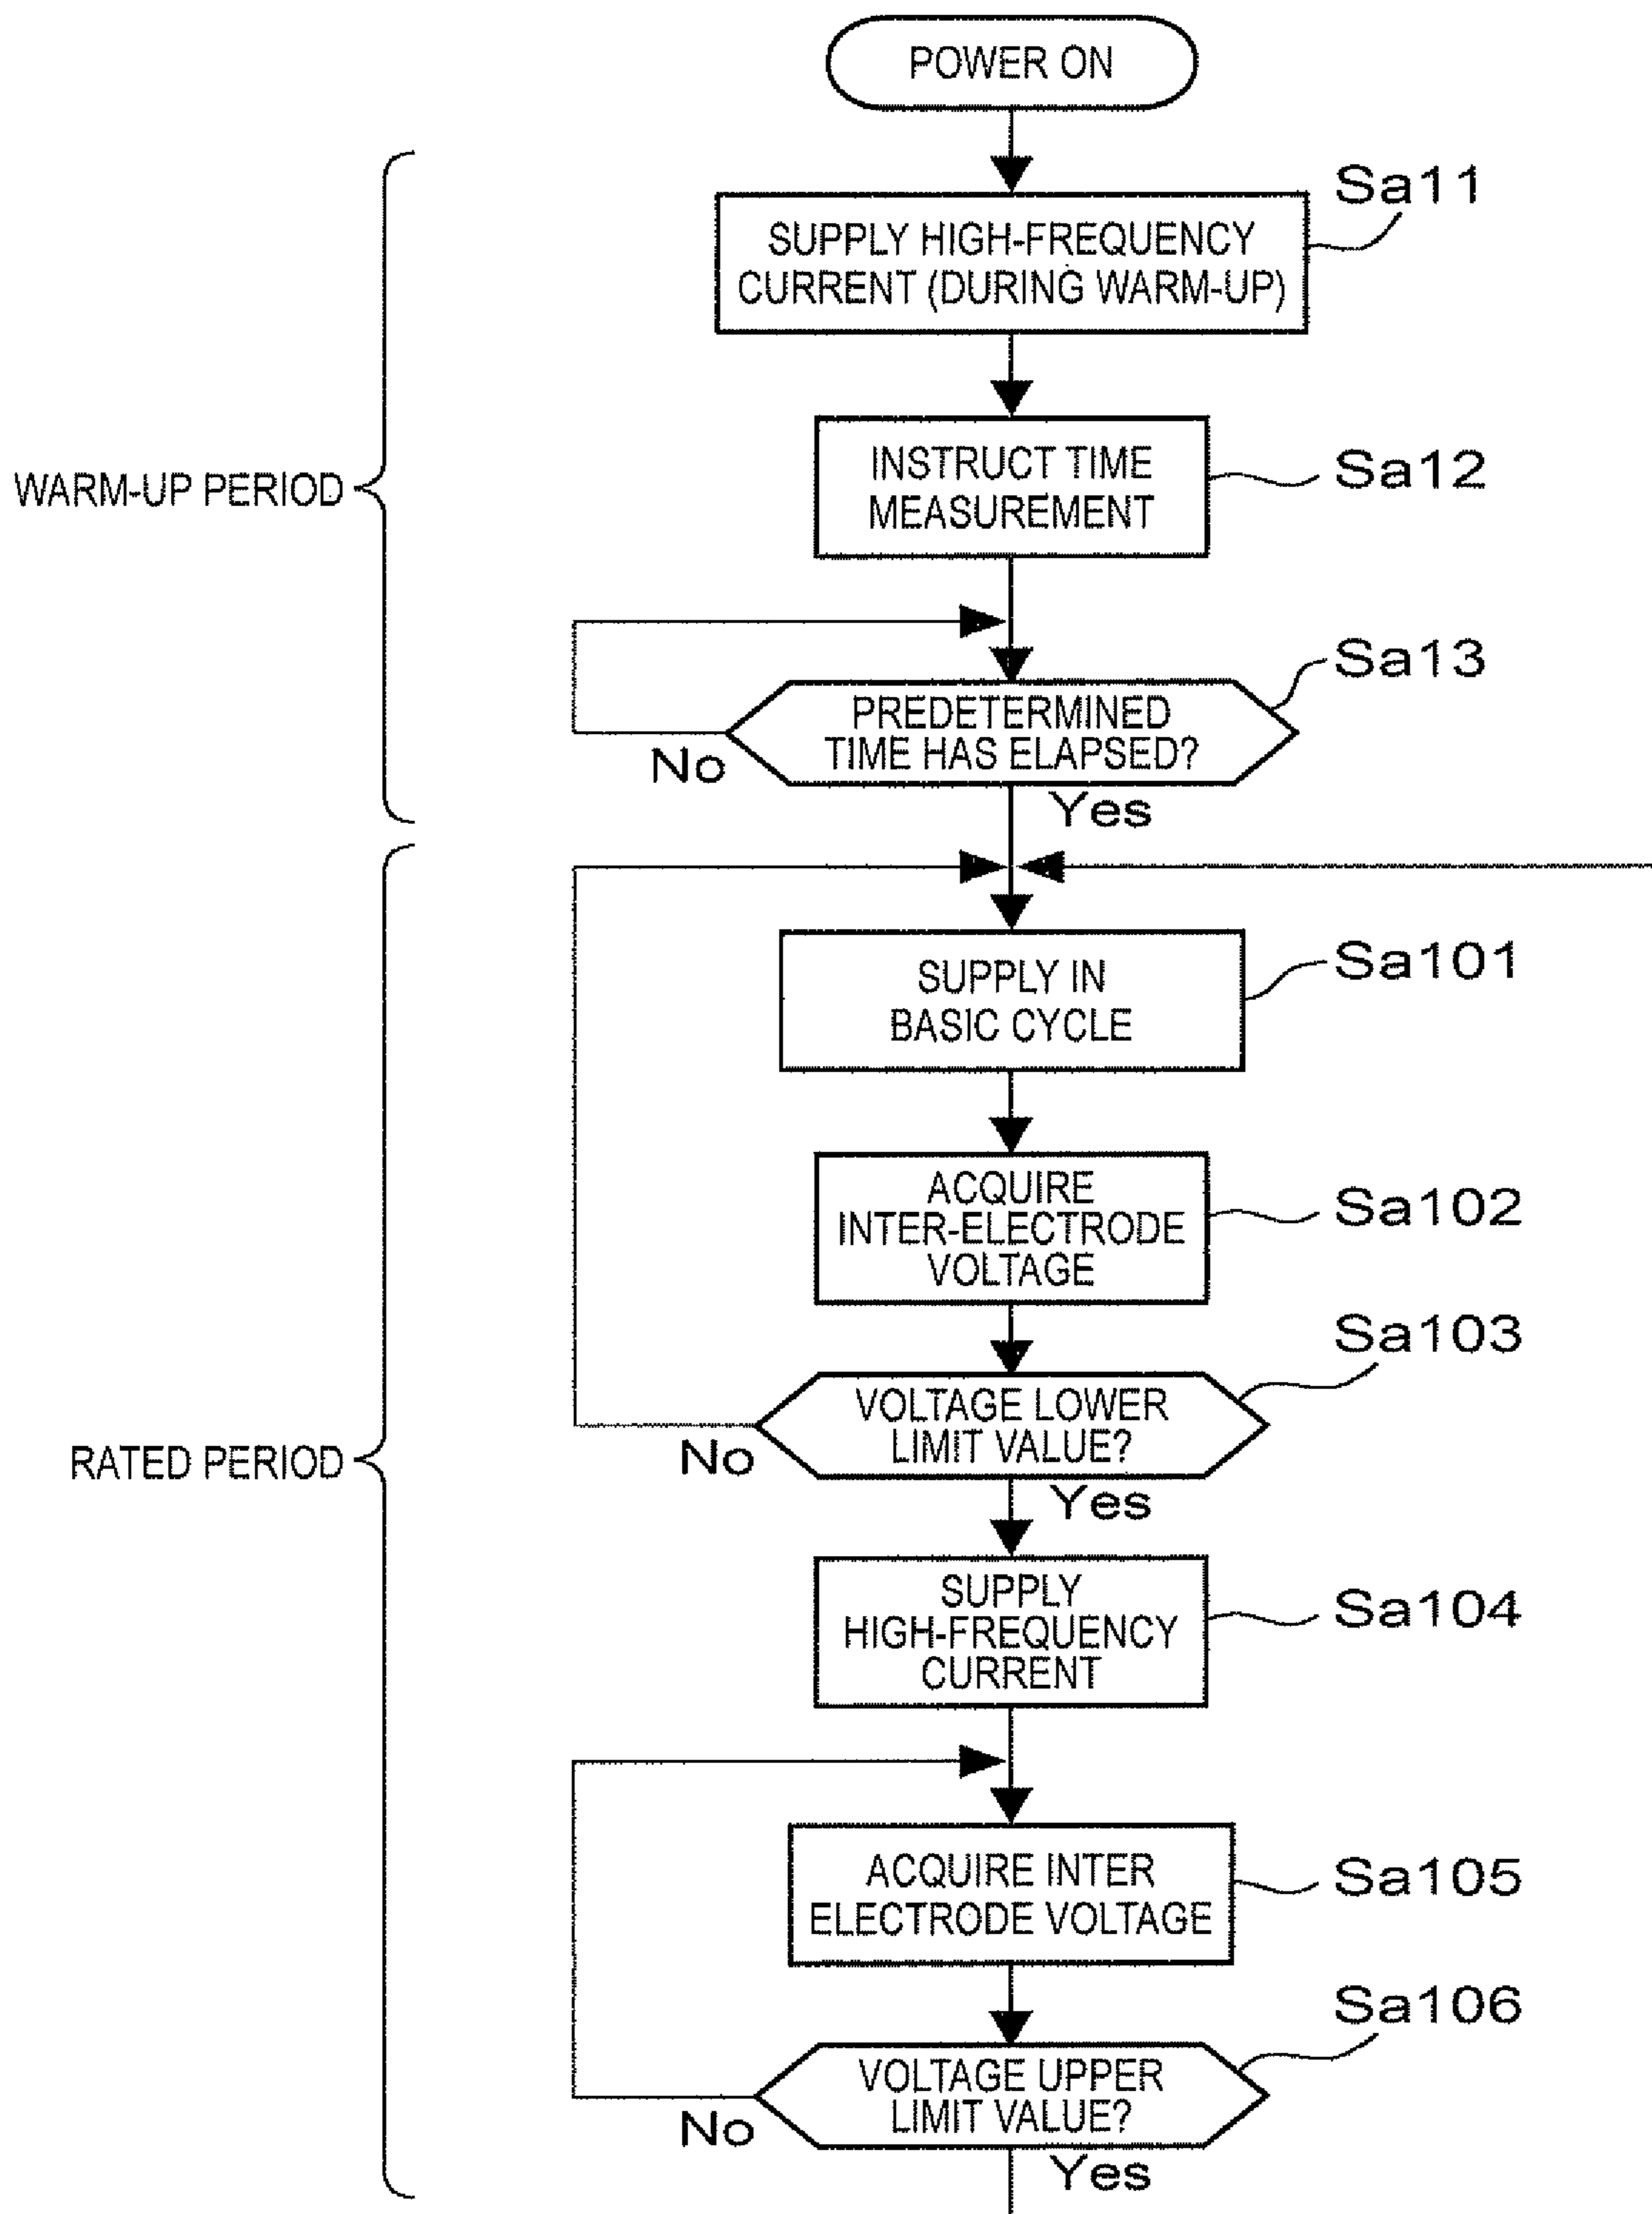 POWER ON
Sa11
SUPPLY HIGH-FREQUENCY
CURRENT (DURING WARM-UP)
WARM-UP PERIOD
INSTRUCT TIME
MEASUREMENT
Sa12
Sa13
PREDETERMINED
TIME HAS ELAPSED?
No
Yes
Sa101
SUPPLY IN
BASIC CYCLE
ACQUIRE
INTER-ELECTRODE
VOLTAGE
Sa102
Sa103
VOLTAGE LOWER
LIMIT VALUE?
No
RATED PERIOD
Yes
SUPPLY
HIGH-FREQUENCY
CURRENT
Sa104
ACQUIRE INTER
ELECTRODE VOLTAGE
Sa105
Sa106
VOLTAGE UPPER
LIMIT VALUE?
No
Yes